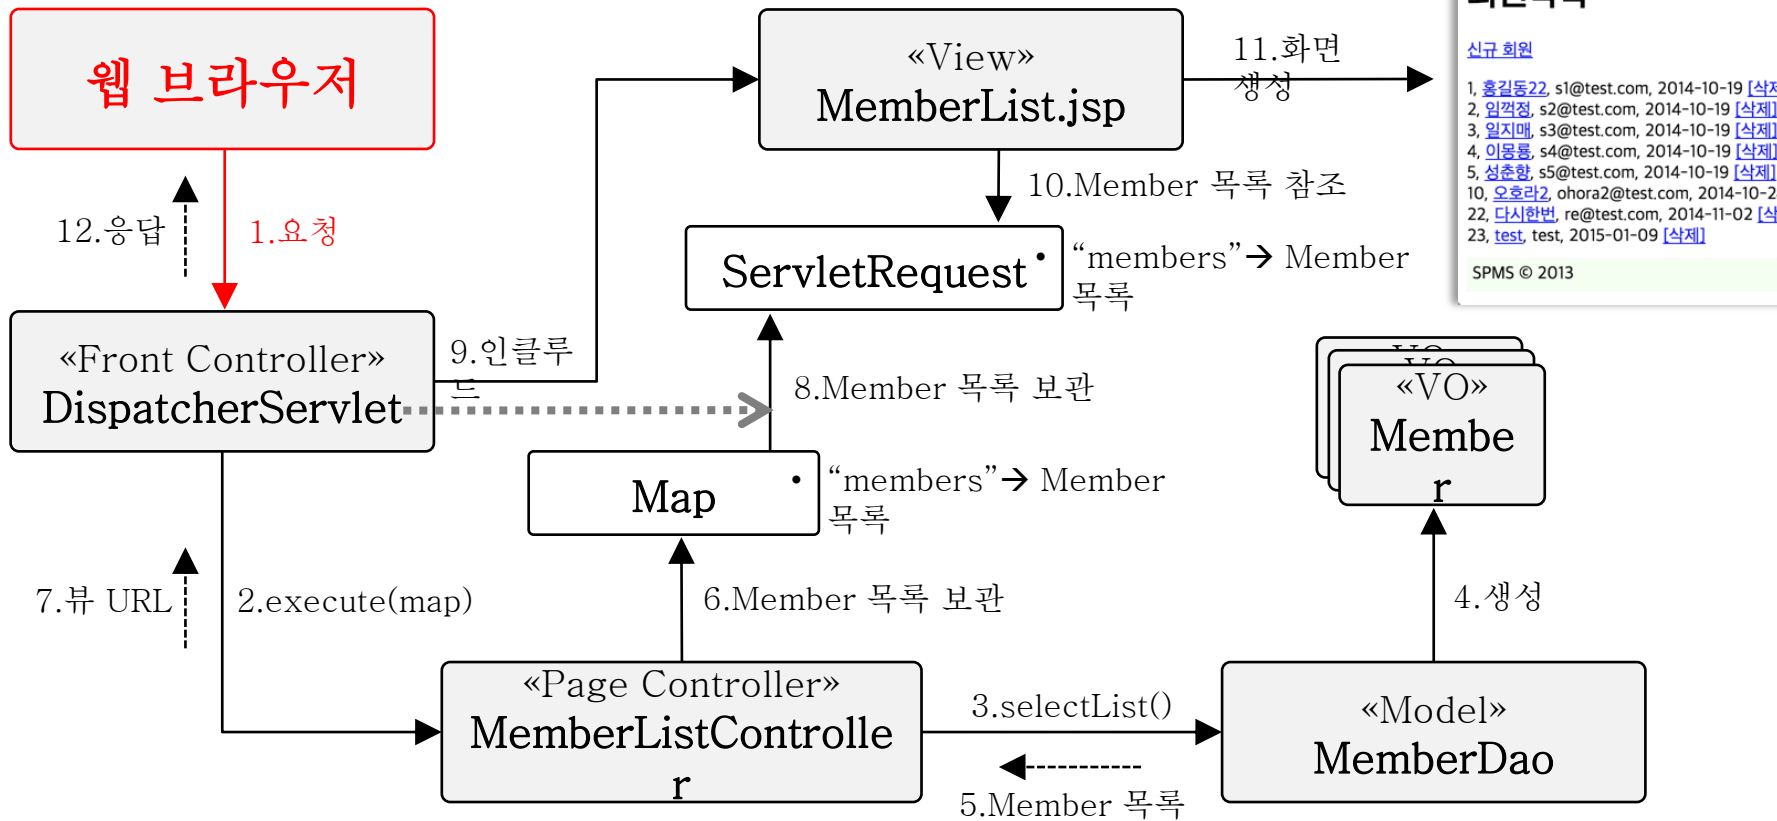 웹 브라우저
12.응답
1.요청
«Front Controller»
DispatcherServlet
9.인클루
드
«View»
MemberList.jsp
11.화면
생성
10.Member 목록 참조
ServletRequest
• “members”→ Member
목록
8.Member 목록 보관
Map
• “members”→ Member
목록
7.뷰 URL
2.execute(map)
6.Member 목록 보관
«Page Controller»
MemberListControlle
r
3.selectList()
5.Member 목록
«Model»
MemberDao
4.생성
«VO»
Membe
r
신규 회원
1, 홍길동22, s1@test.com, 2014-10-19 [삭제
2, 임꺽정, s2@test.com, 2014-10-19 [삭제]
3, 일지매, s3@test.com, 2014-10-19 [삭제]
4, 이몽룡, s4@test.com, 2014-10-19 [삭제]
5, 성춘향, s5@test.com, 2014-10-19 [삭제]
10, 오호라2, ohora2@test.com, 2014-10-2
22, 다시한번, re@test.com, 2014-11-02 [삭
23, test, test, 2015-01-09 [삭제]
SPMS © 2013